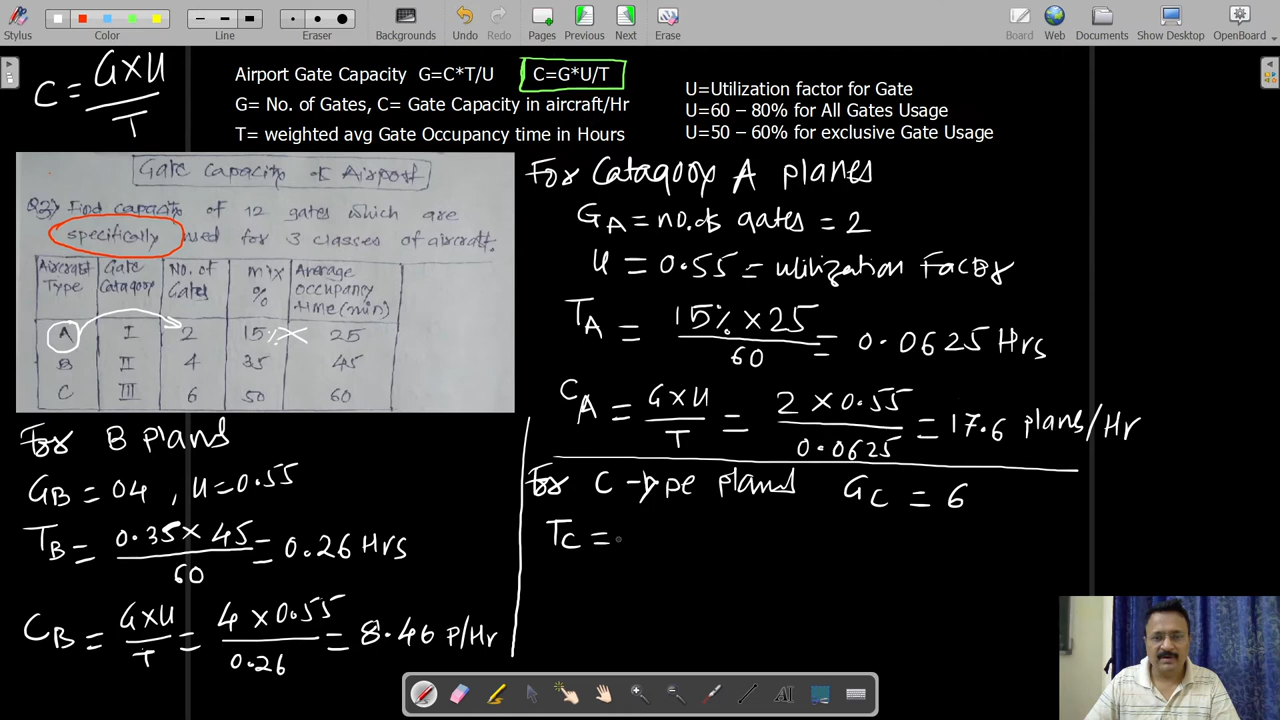 Stylus
Color
Line
Eraser
Backgrounds
Undo
Redo
Pages
Previous
Next
Erase
Board
Web
Documents
Show Desktop
OpenBoard
C = G×U / T
Airport Gate Capacity G=C*T/U C=G*U/T
G= No. of Gates, C= Gate Capacity in aircraft/Hr
T= weighted avg Gate Occupancy time in Hours
U=Utilization factor for Gate
U=60 – 80% for All Gates Usage
U=50 – 60% for exclusive Gate Usage
Gate Capacity of Airport
Q3) Find capacity of 12 gates which are
specifically used for 3 classes of aircraft.
Aircraft Type | Gate Catagory | No. of Gates | mix % | Average occupancy time (min)
A I 2 15% × 25
B II 4 35 45
C III 6 50 60
For Catagory A planes
GA = no. of gates = 2
U = 0.55 = utilization Factor
TA = 15% × 25 / 60 = 0.0625 Hrs
CA = G×U / T = 2 × 0.55 / 0.0625 = 17.6 planes/Hr
For B planes
GB = 04 , U = 0.55
TB = 0.35 × 45 / 60 = 0.26 Hrs
CB = G×U / T = 4 × 0.55 / 0.26 = 8.46 P/Hr
For C-type planes GC = 6
TC =